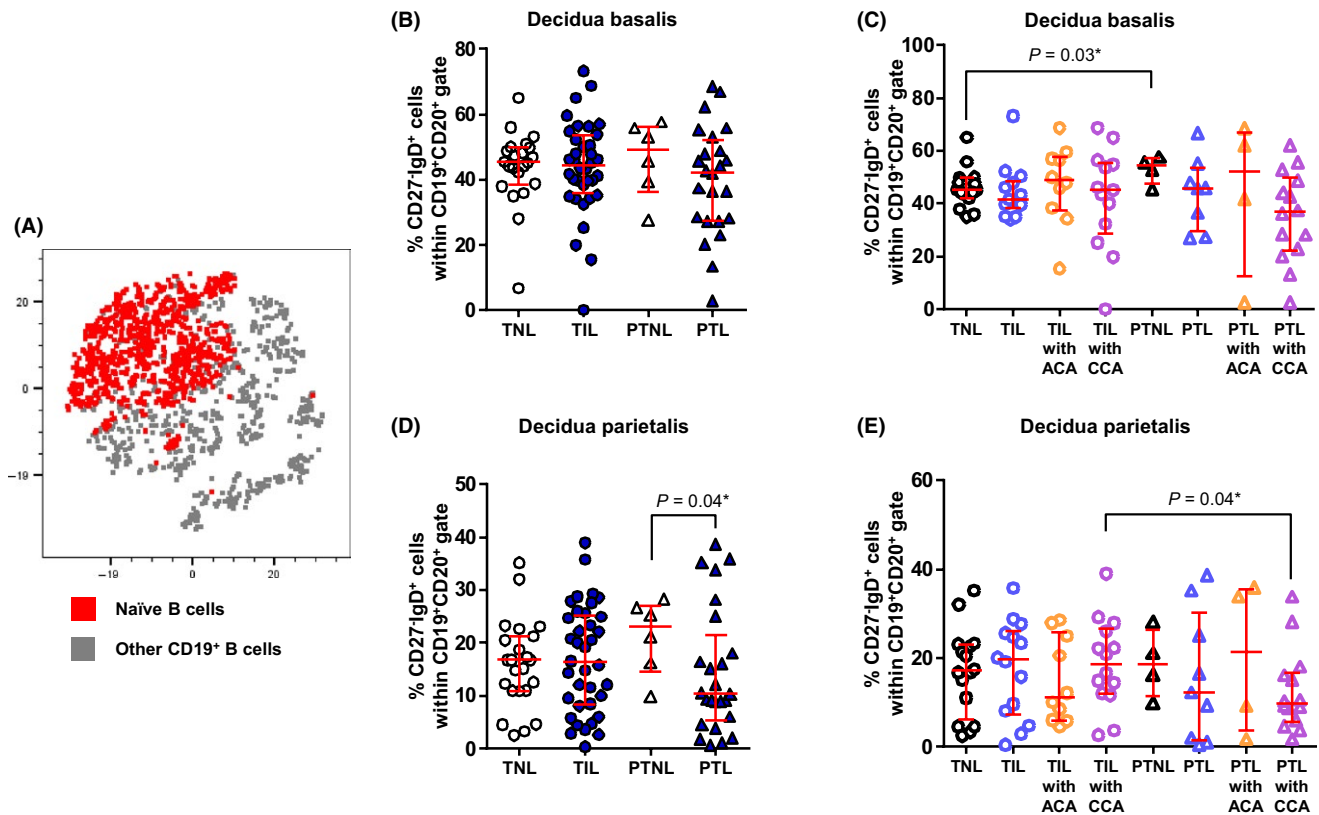 (A)
20
0
−19
−19
0
20
Naïve B cells
Other CD19⁺ B cells
(B)
Decidua basalis
% CD27⁻IgD⁺ cells
within CD19⁺CD20⁺ gate
80
60
40
20
0
TNL
TIL
PTNL
PTL
(C)
Decidua basalis
% CD27⁻IgD⁺ cells
within CD19⁺CD20⁺ gate
100
80
60
40
20
0
P = 0.03*
TNL
TIL
TIL
with
ACA
TIL
with
CCA
PTNL
PTL
PTL
with
ACA
PTL
with
CCA
(D)
Decidua parietalis
% CD27⁻IgD⁺ cells
within CD19⁺CD20⁺ gate
50
40
30
20
10
0
P = 0.04*
TNL
TIL
PTNL
PTL
(E)
Decidua parietalis
% CD27⁻IgD⁺ cells
within CD19⁺CD20⁺ gate
60
40
20
0
P = 0.04*
TNL
TIL
TIL
with
ACA
TIL
with
CCA
PTNL
PTL
PTL
with
ACA
PTL
with
CCA